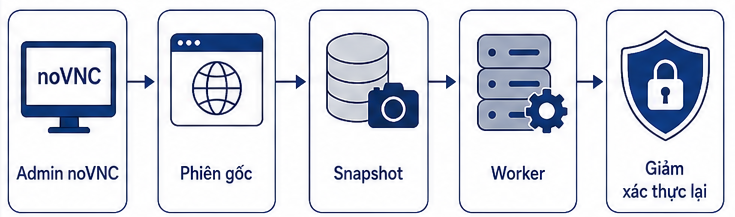 noVNC
Admin noVNC
Phiên gốc
Snapshot
Worker
Giảm
xác thực lại